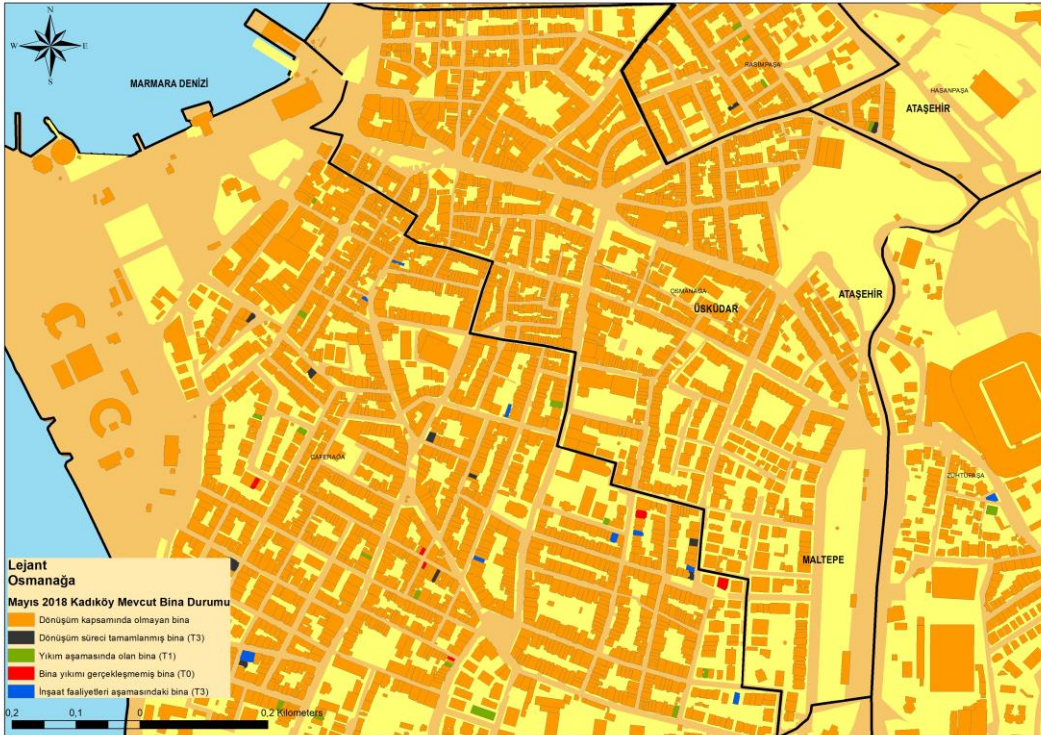 N
W
E
S
MARMARA DENİZİ
RASİMPAŞA
HASANPAŞA
ATAŞEHİR
OSMANAĞA
ÜSKÜDAR
ATAŞEHİR
CAFERAĞA
ZÜHTÜPAŞA
MALTEPE
Lejant
Osmanağa
Mayıs 2018 Kadıköy Mevcut Bina Durumu
Dönüşüm kapsamında olmayan bina
Dönüşüm süreci tamamlanmış bina (T3)
Yıkım aşamasında olan bina (T1)
Bina yıkımı gerçekleşmemiş bina (T0)
İnşaat faaliyetleri aşamasındaki bina (T3)
0,2 0,1 0 0,2 Kilometers